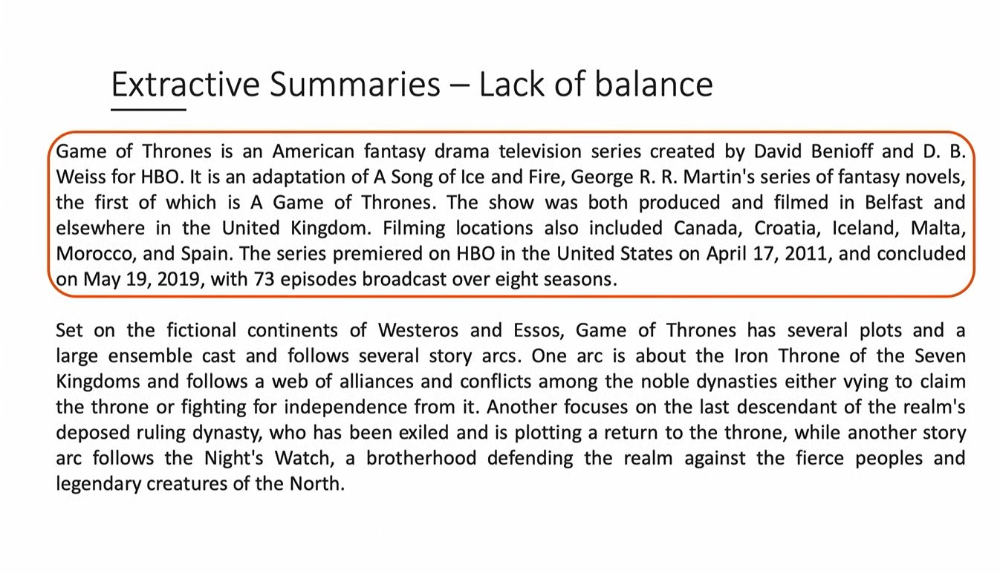 Extractive Summaries – Lack of balance
Game of Thrones is an American fantasy drama television series created by David Benioff and D. B.
Weiss for HBO. It is an adaptation of A Song of Ice and Fire, George R. R. Martin's series of fantasy novels,
the first of which is A Game of Thrones. The show was both produced and filmed in Belfast and
elsewhere in the United Kingdom. Filming locations also included Canada, Croatia, Iceland, Malta,
Morocco, and Spain. The series premiered on HBO in the United States on April 17, 2011, and concluded
on May 19, 2019, with 73 episodes broadcast over eight seasons.
Set on the fictional continents of Westeros and Essos, Game of Thrones has several plots and a
large ensemble cast and follows several story arcs. One arc is about the Iron Throne of the Seven
Kingdoms and follows a web of alliances and conflicts among the noble dynasties either vying to claim
the throne or fighting for independence from it. Another focuses on the last descendant of the realm's
deposed ruling dynasty, who has been exiled and is plotting a return to the throne, while another story
arc follows the Night's Watch, a brotherhood defending the realm against the fierce peoples and
legendary creatures of the North.